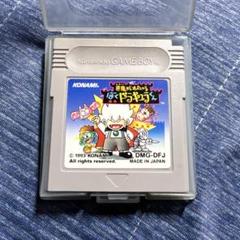 Nintendo GAME BOY
KONAMI
悪魔城すぺしゃる
ぼくドラキュラくん
© 1993 KONAMI
All rights reserved.
DMG-DFJ
MADE IN JAPAN